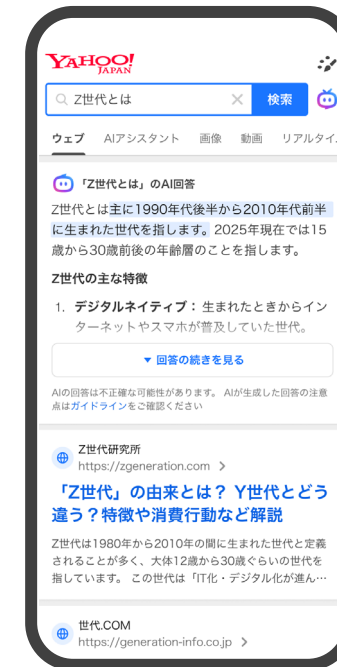 YAHOO!
JAPAN
Z世代とは
検索
ウェブ AIアシスタント 画像 動画 リアルタイ
「Z世代とは」のAI回答
Z世代とは主に1990年代後半から2010年代前半
に生まれた世代を指します。2025年現在では15
歳から30歳前後の年齢層のことを指します。
Z世代の主な特徴
1. デジタルネイティブ：生まれたときからイン
ターネットやスマホが普及していた世代。
▼ 回答の続きを見る
AIの回答は不正確な可能性があります。 AIが生成した回答の注意
点はガイドラインをご確認ください
Z世代研究所
https://zgeneration.com
「Z世代」の由来とは？ Y世代とどう
違う？特徴や消費行動など解説
Z世代は1980年から2010年の間に生まれた世代と定義
されることが多く、大体12歳から30歳ぐらいの世代を
指しています。 この世代は「IT化・デジタル化が進ん…
世代.COM
https://generation-info.co.jp